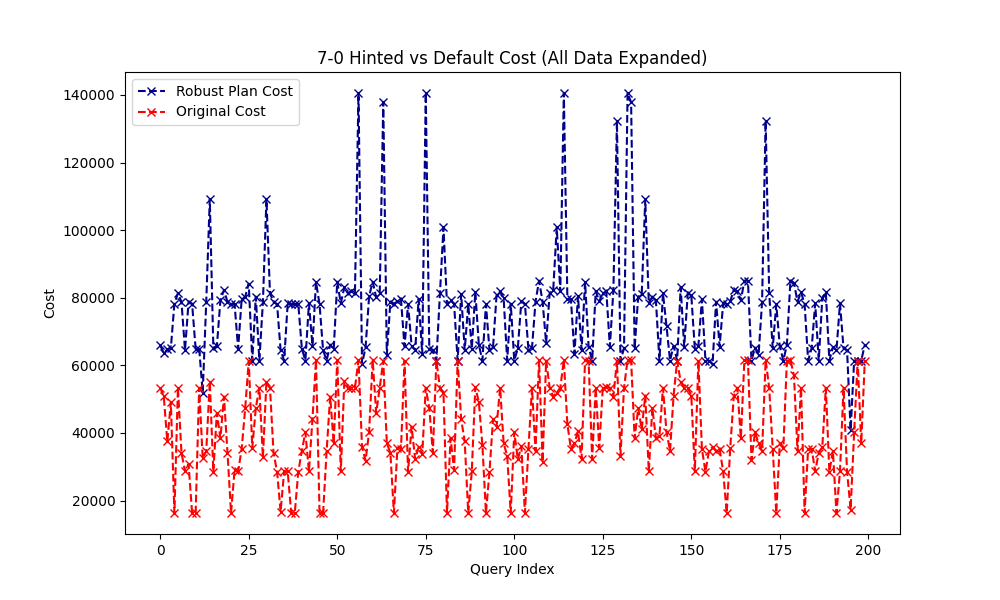 7-0 Hinted vs Default Cost (All Data Expanded)
Robust Plan Cost
Original Cost
140000
120000
100000
80000
60000
40000
20000
Cost
0 25 50 75 100 125 150 175 200
Query Index